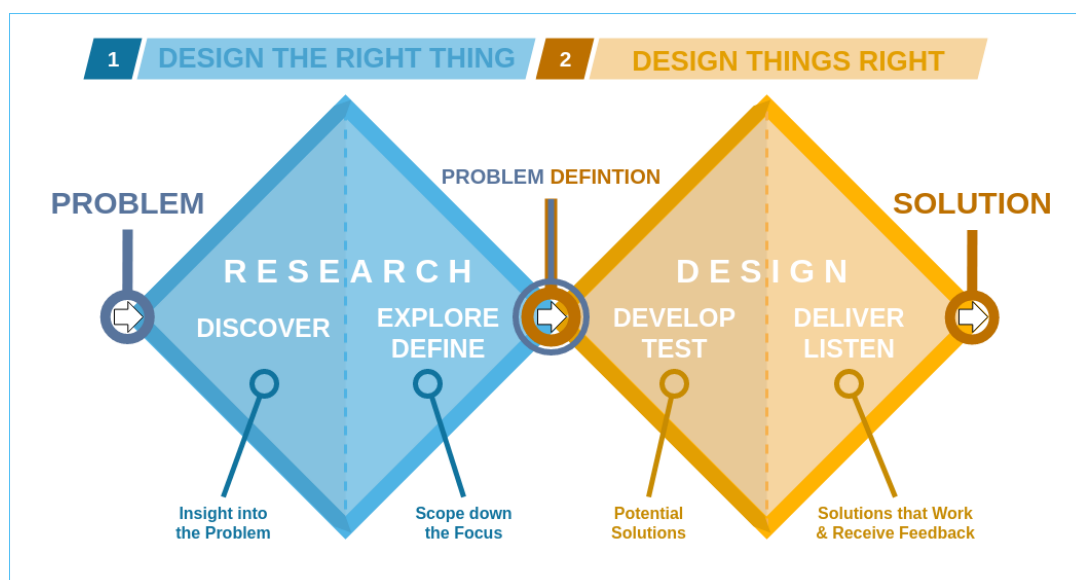 1 DESIGN THE RIGHT THING 2 DESIGN THINGS RIGHT
PROBLEM DEFINTION
PROBLEM
SOLUTION
RESEARCH
DESIGN
DISCOVER
EXPLORE
DEFINE
DEVELOP
TEST
DELIVER
LISTEN
Insight into
the Problem
Scope down
the Focus
Potential
Solutions
Solutions that Work
& Receive Feedback